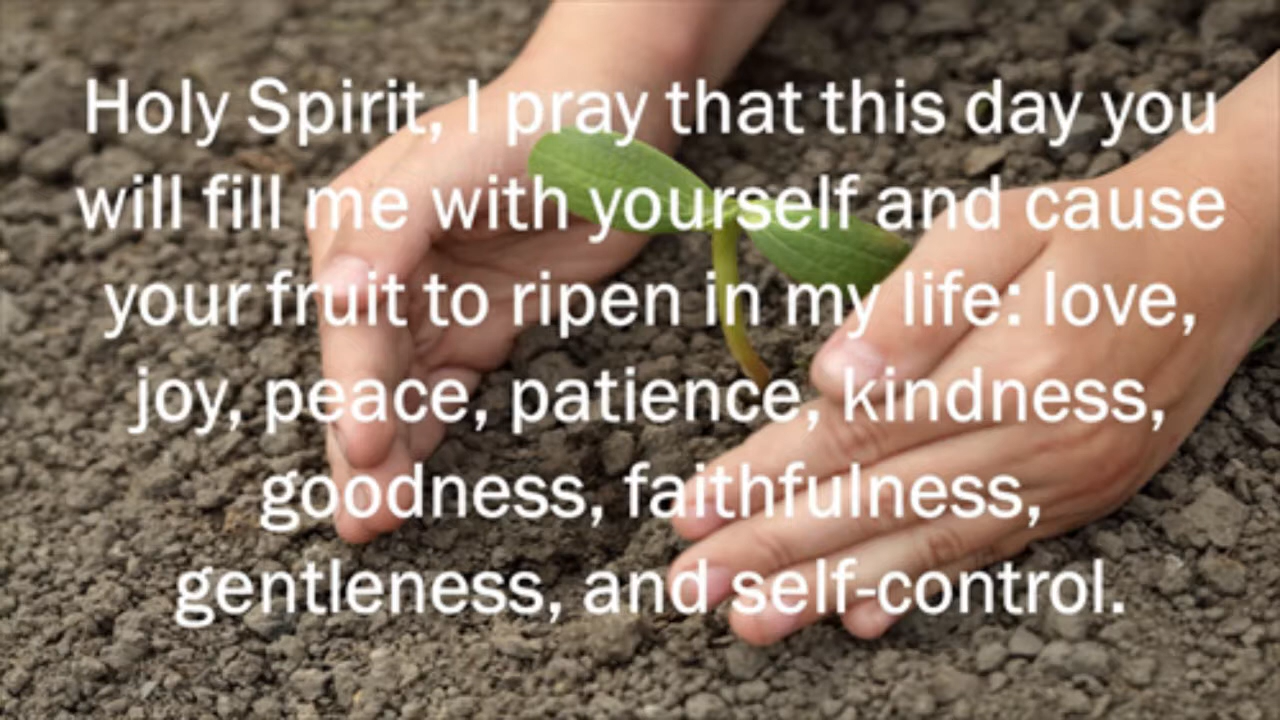 Holy Spirit, I pray that this day you
will fill me with yourself and cause
your fruit to ripen in my life: love,
joy, peace, patience, kindness,
goodness, faithfulness,
gentleness, and self-control.